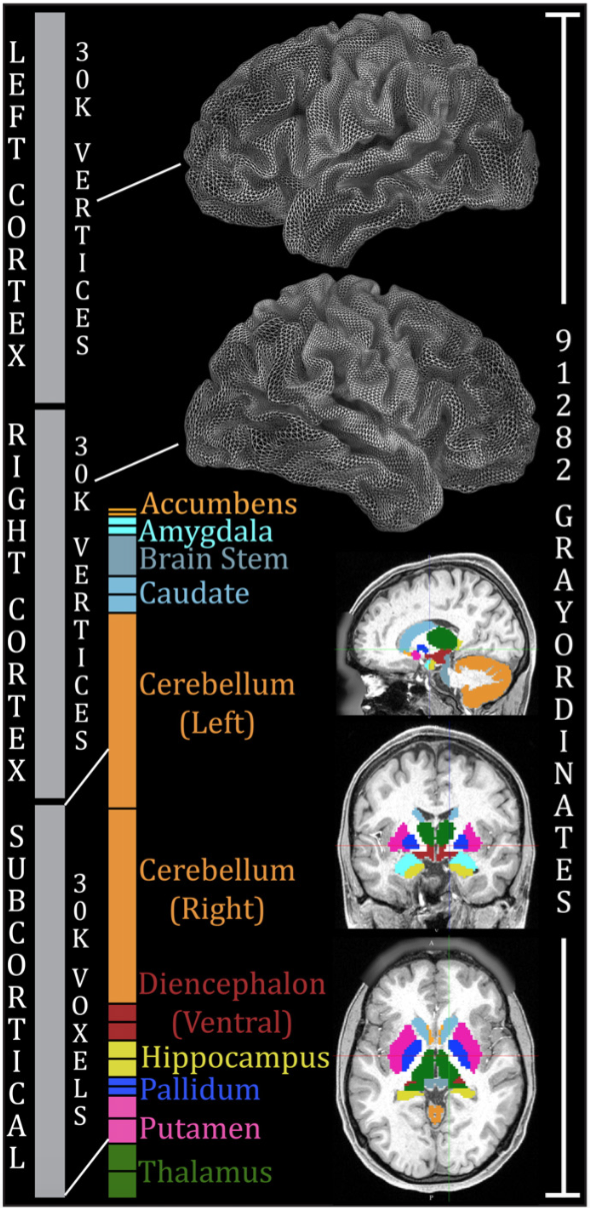 LEFT CORTEX
30K VERTICES
RIGHT CORTEX
30K VERTICES
SUBCORTICAL
30K VOXELS
Accumbens
Amygdala
Brain Stem
Caudate
Cerebellum
(Left)
Cerebellum
(Right)
Diencephalon
(Ventral)
Hippocampus
Pallidum
Putamen
Thalamus
91282 GRAYORDINATES
A
P